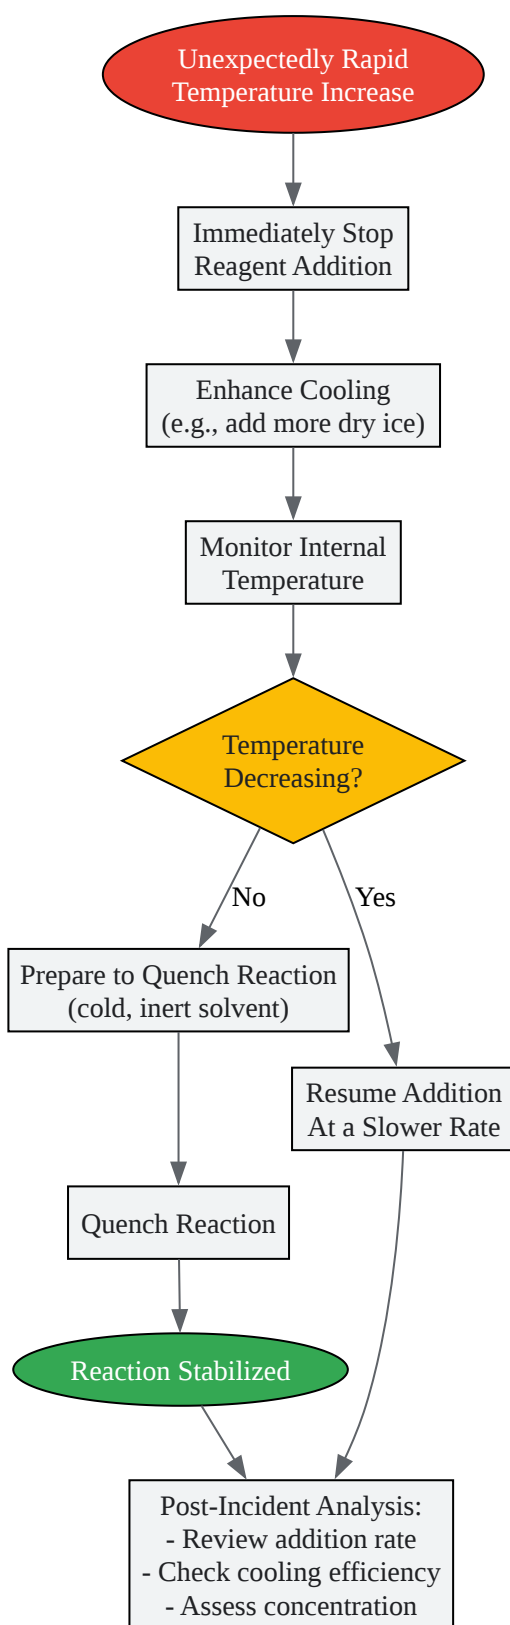 Unexpectedly Rapid
Temperature Increase
Immediately Stop
Reagent Addition
Enhance Cooling
(e.g., add more dry ice)
Monitor Internal
Temperature
Temperature
Decreasing?
No
Yes
Prepare to Quench Reaction
(cold, inert solvent)
Resume Addition
At a Slower Rate
Quench Reaction
Reaction Stabilized
Post-Incident Analysis:
- Review addition rate
- Check cooling efficiency
- Assess concentration